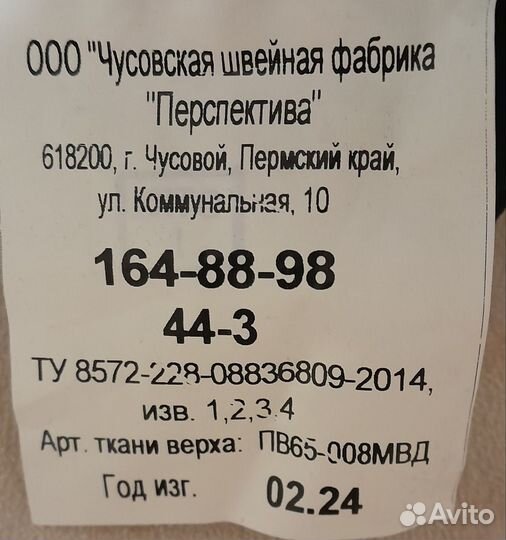 ООО "Чусовская швейная фабрика
"Перспектива"
618200, г. Чусовой, Пермский край,
ул. Коммунальная, 10
164-88-98
44-3
ТУ 8572-228-08836809-2014,
изв. 1,2,3,4
Арт. ткани верха: ПВ65-008МВД
Год изг. 02.24
Avito